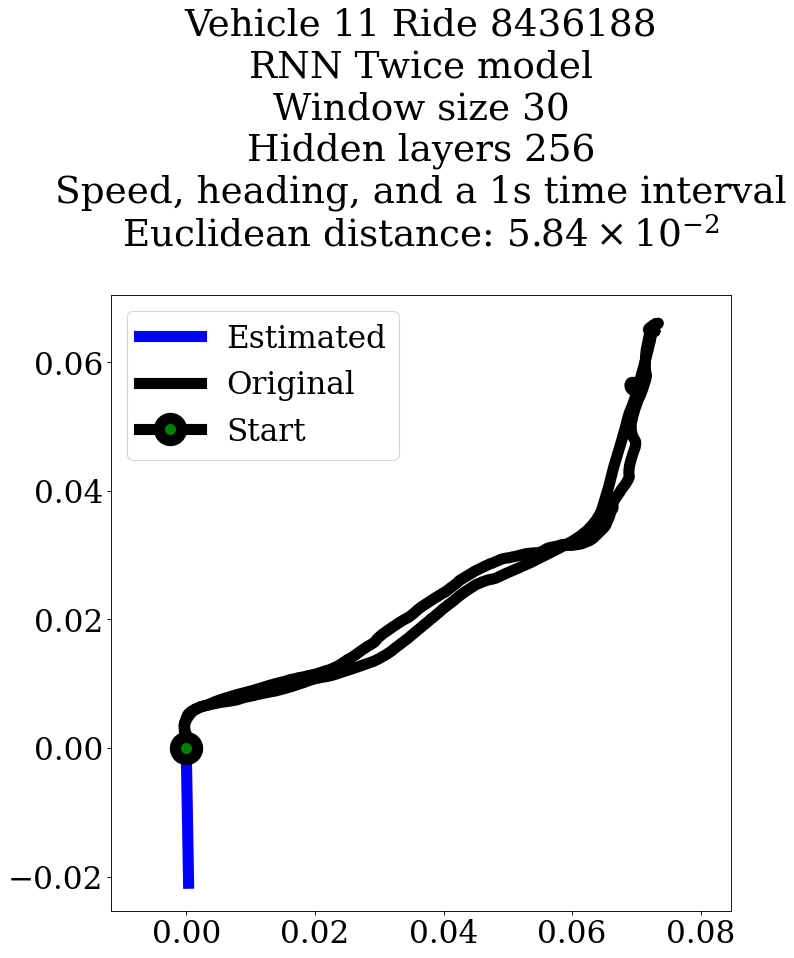 Vehicle 11 Ride 8436188
RNN Twice model
Window size 30
Hidden layers 256
Speed, heading, and a 1s time interval
Euclidean distance: 5.84 × 10⁻²
Estimated
Original
Start
0.06
0.04
0.02
0.00
−0.02
0.00 0.02 0.04 0.06 0.08